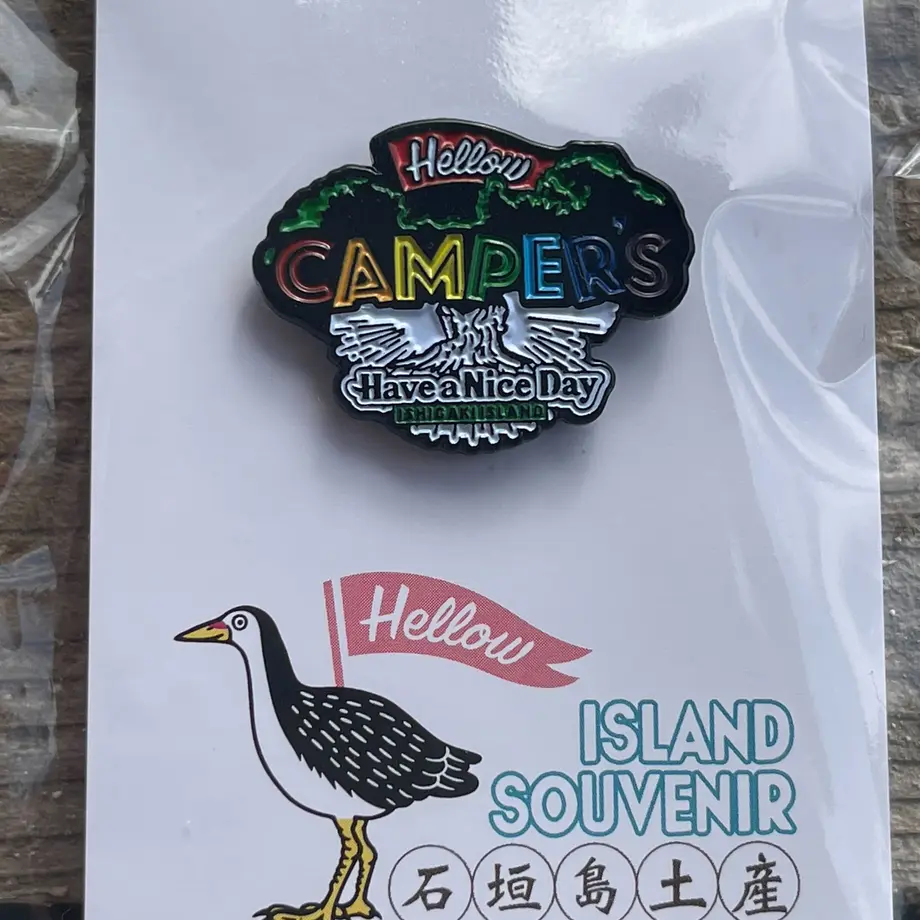 Hellow
CAMPER'S
Have a Nice Day
ISHIGAKI ISLAND
Hellow
ISLAND
SOUVENIR
石垣島土産